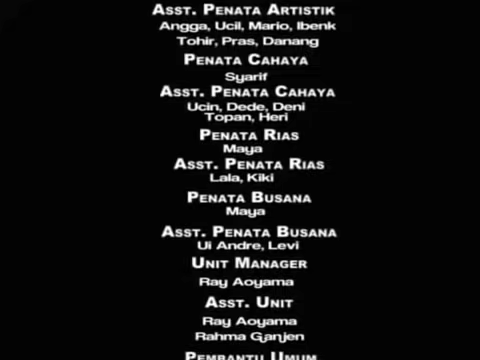 Asst. Penata Artistik
Angga, Ucil, Mario, Ibenk
Tohir, Pras, Danang
Penata Cahaya
Syarif
Asst. Penata Cahaya
Ucin, Dede, Deni
Topan, Heri
Penata Rias
Maya
Asst. Penata Rias
Lala, Kiki
Penata Busana
Maya
Asst. Penata Busana
Ui Andre, Levi
Unit Manager
Ray Aoyama
Asst. Unit
Ray Aoyama
Rahma Ganjen
Pembantu Umum